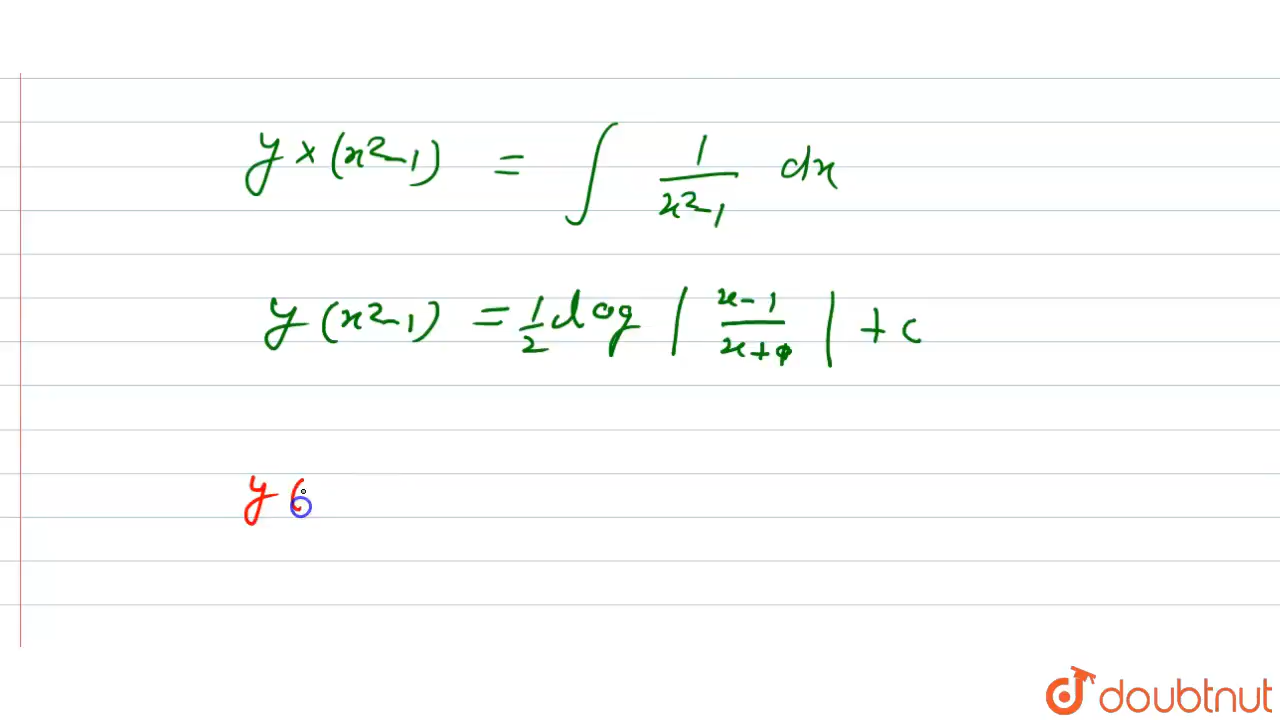 y × (x²-1) = ∫ 1/(x²-1) dx
y (x²-1) = 1/2 log | (x-1)/(x+1) | + c
y (
doubtnut